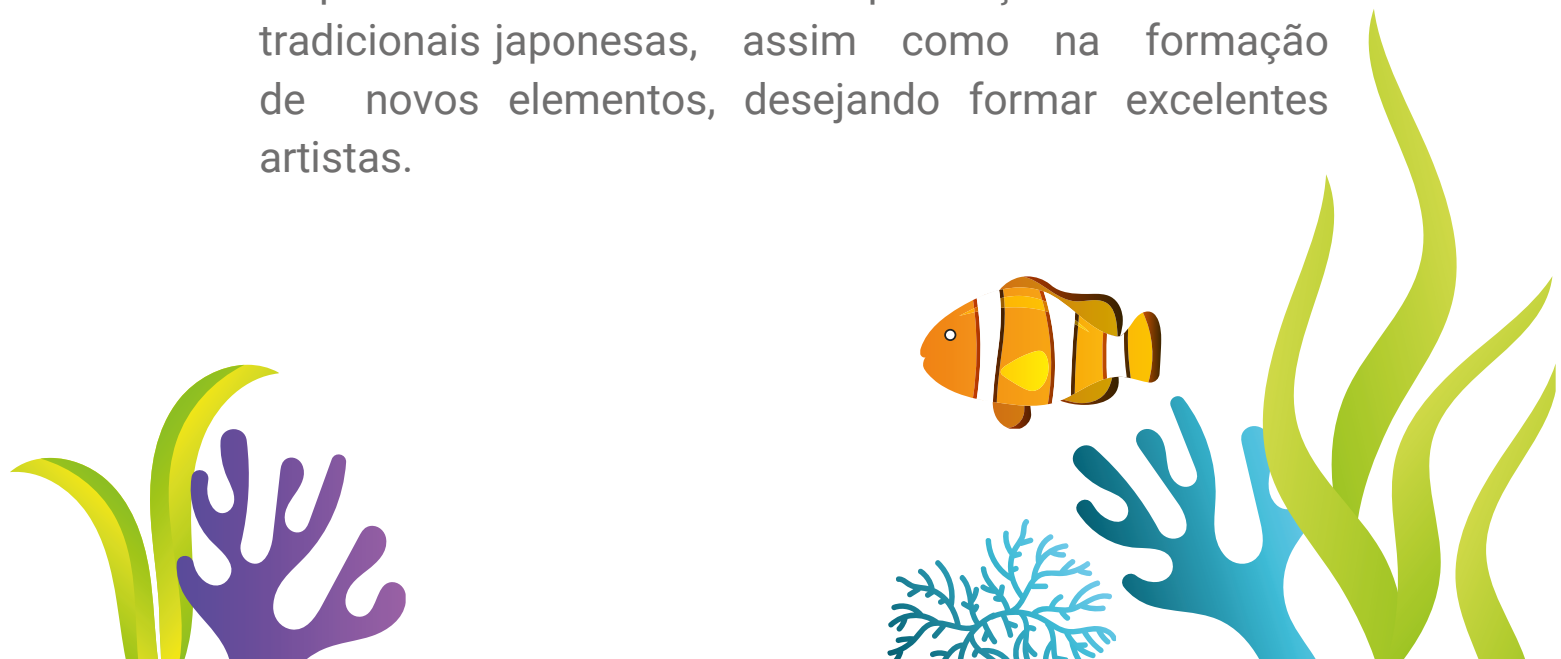 tradicionais japonesas, assim como na formação
de novos elementos, desejando formar excelentes
artistas.